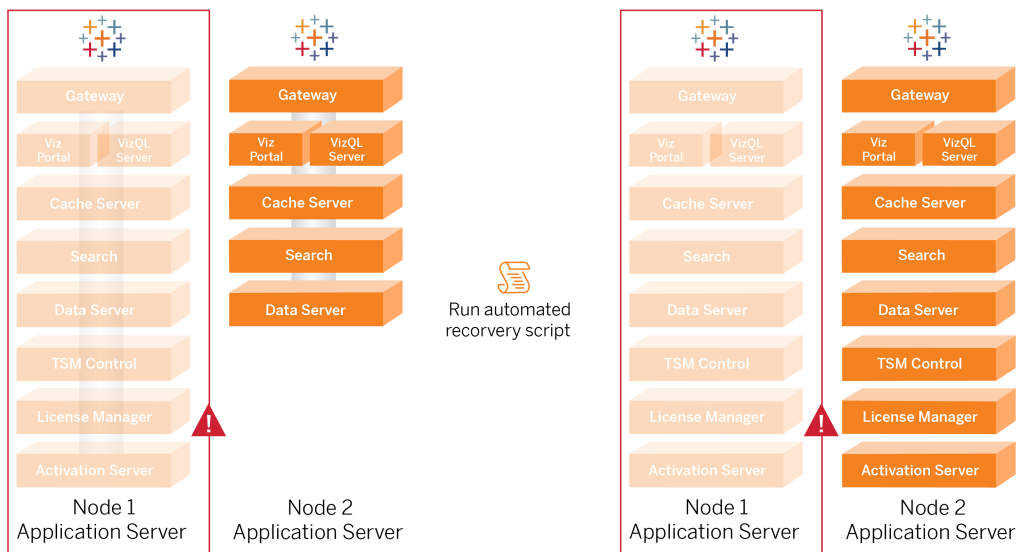 Gateway
Viz
Portal
VizQL
Server
Cache Server
Search
Data Server
TSM Control
License Manager
!
Activation Server
Node 1
Application Server
Gateway
Viz
Portal
VizQL
Server
Cache Server
Search
Data Server
Node 2
Application Server
Run automated
recorvery script
Gateway
Viz
Portal
VizQL
Server
Cache Server
Search
Data Server
TSM Control
License Manager
!
Activation Server
Node 1
Application Server
Gateway
Viz
Portal
VizQL
Server
Cache Server
Search
Data Server
TSM Control
License Manager
Activation Server
Node 2
Application Server